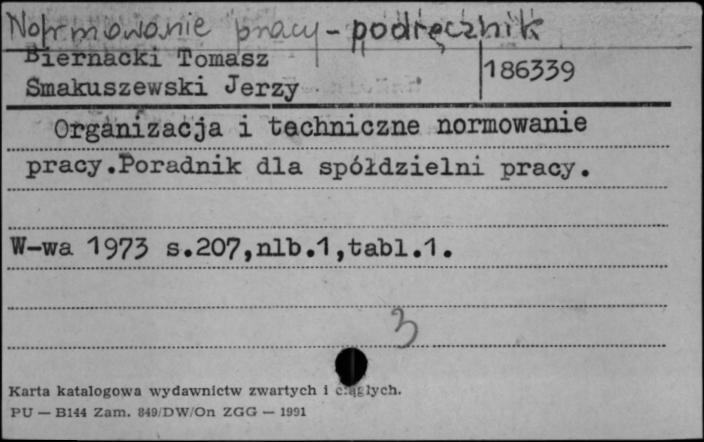 Normowanie pracy - podręcznik
Biernacki Tomasz
Smakuszewski Jerzy
186339
Organizacja i techniczne normowanie
pracy.Poradnik dla spółdzielni pracy.
W-wa 1973 s.207,nlb.1,tabl.1.
3
Karta katalogowa wydawnictw zwartych i ciągłych.
PU — B144 Zam. 849/DW/On ZGG — 1991